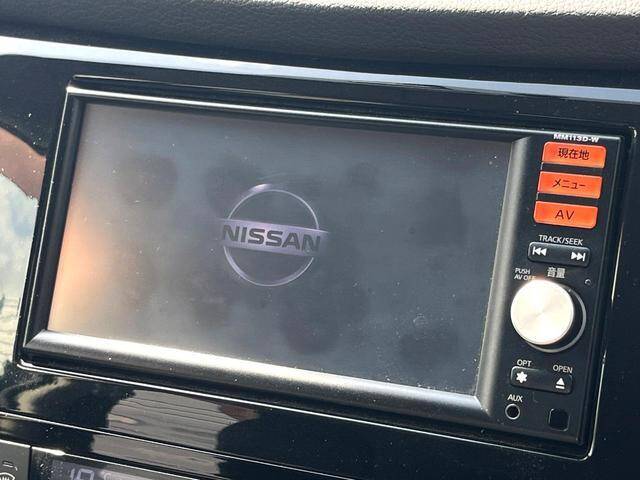 MM113D-W
現在地
メニュー
AV
NISSAN
TRACK/SEEK
音量
PUSH
AV OFF
OPT
OPEN
AUX